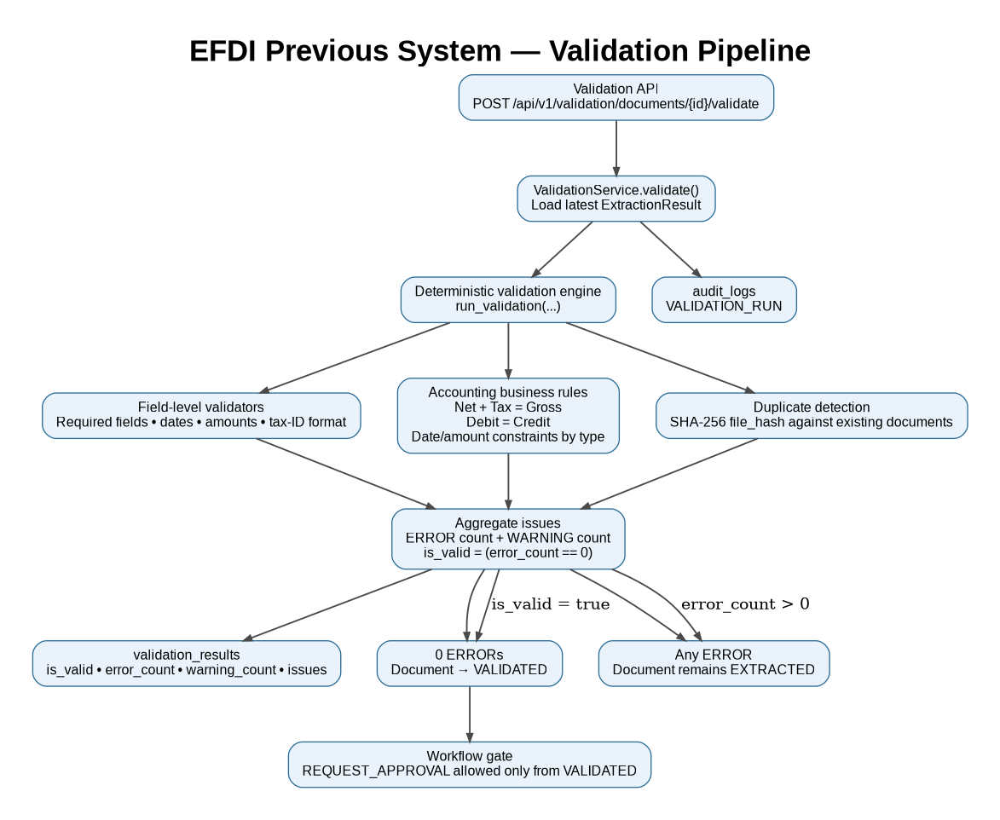 EFDI Previous System — Validation Pipeline
Validation API
POST /api/v1/validation/documents/{id}/validate
ValidationService.validate()
Load latest ExtractionResult
Deterministic validation engine
run_validation(...)
audit_logs
VALIDATION_RUN
Field-level validators
Required fields • dates • amounts • tax-ID format
Accounting business rules
Net + Tax = Gross
Debit = Credit
Date/amount constraints by type
Duplicate detection
SHA-256 file_hash against existing documents
Aggregate issues
ERROR count + WARNING count
is_valid = (error_count == 0)
is_valid = true
error_count > 0
validation_results
is_valid • error_count • warning_count • issues
0 ERRORs
Document → VALIDATED
Any ERROR
Document remains EXTRACTED
Workflow gate
REQUEST_APPROVAL allowed only from VALIDATED